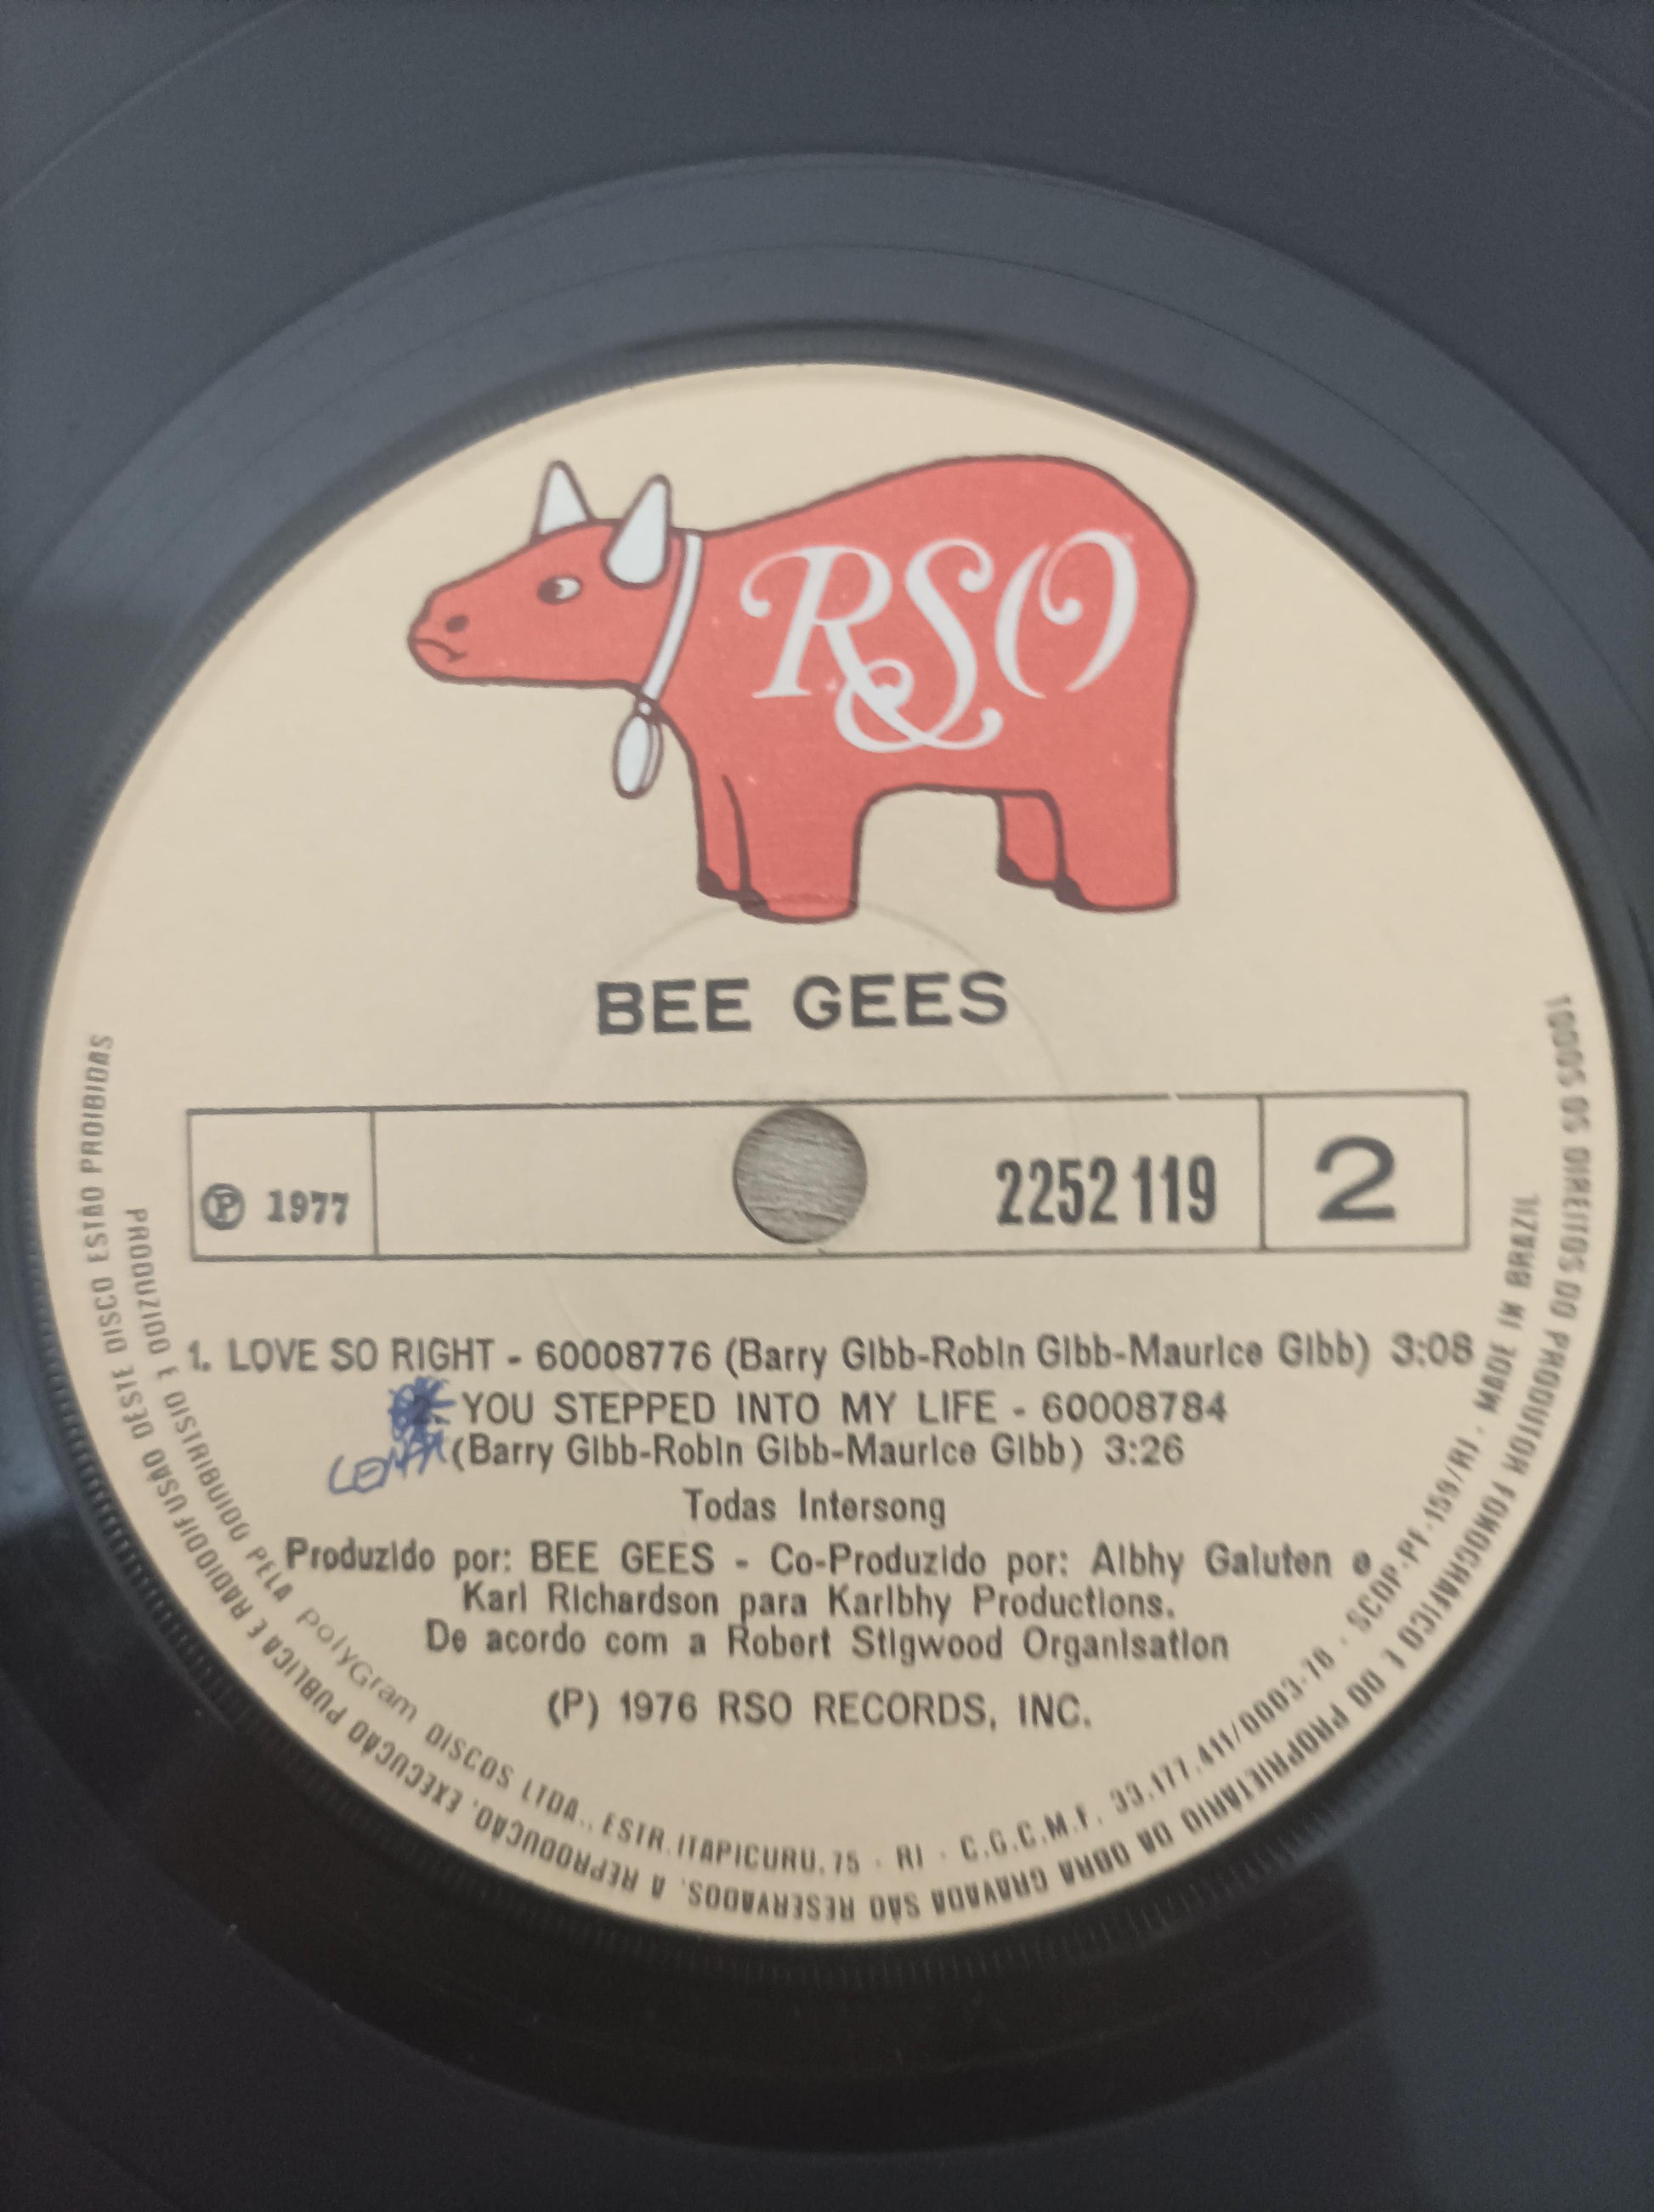 RSO
BEE GEES
℗ 1977
2252 119
2
1. LOVE SO RIGHT - 60008776 (Barry Gibb-Robin Gibb-Maurice Gibb) 3:08
YOU STEPPED INTO MY LIFE - 60008784
(Barry Gibb-Robin Gibb-Maurice Gibb) 3:26
Todas Intersong
Produzido por: BEE GEES - Co-Produzido por: Albhy Galuten e
Karl Richardson para Karlbhy Productions.
De acordo com a Robert Stigwood Organisation
(P) 1976 RSO RECORDS, INC.
PRODUZIDO E DISTRIBUIDO PELA PolyGram DISCOS LTDA., ESTR. ITAPICURU, 75 - RJ - C.G.C.M.F. 33.177.411/0003-70 - SCDP-PF-159/RJ - MADE IN BRAZIL
TODOS OS DIREITOS DO PRODUTOR FONOGRÁFICO E DO PROPRIETÁRIO DA OBRA GRAVADA SÃO RESERVADOS. A REPRODUÇÃO, EXECUÇÃO PÚBLICA E RADIODIFUSÃO DESTE DISCO ESTÃO PROIBIDAS